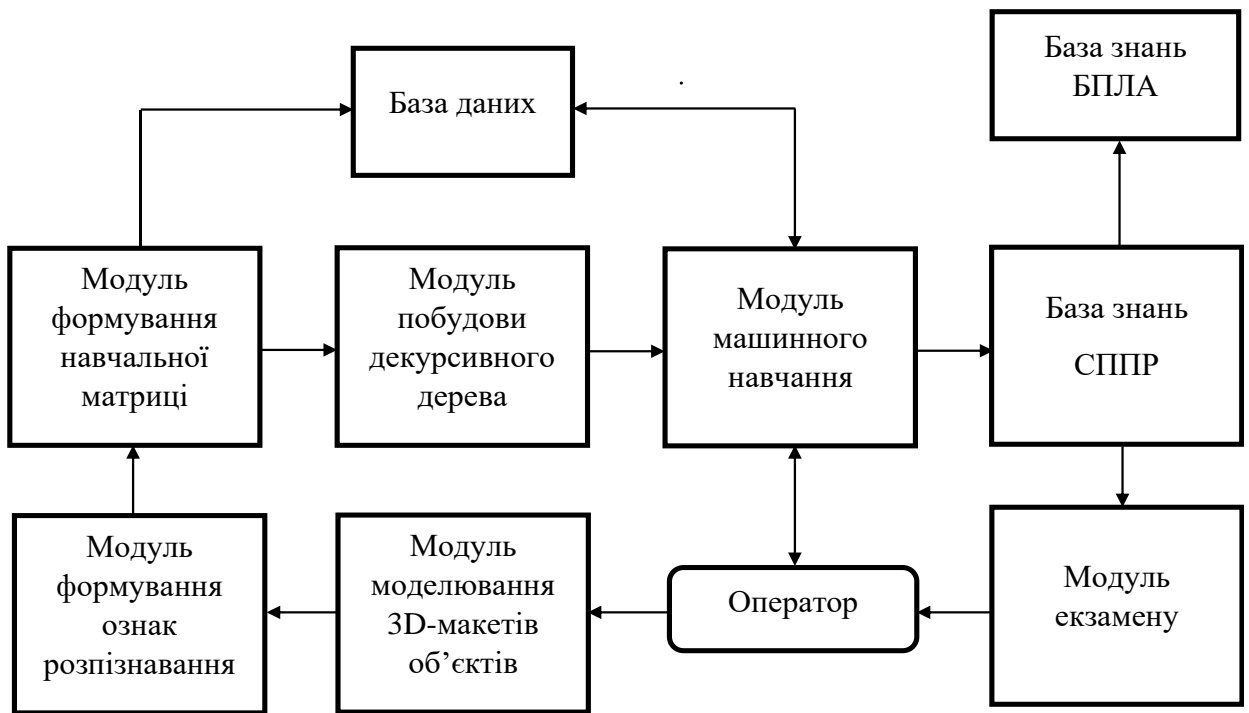 База знань
БПЛА
База даних
.
Модуль
формування
навчальної
матриці
Модуль
побудови
декурсивного
дерева
Модуль
машинного
навчання
База знань
СППР
Модуль
формування
ознак
розпізнавання
Модуль
моделювання
3D-макетів
об’єктів
Оператор
Модуль
екзамену